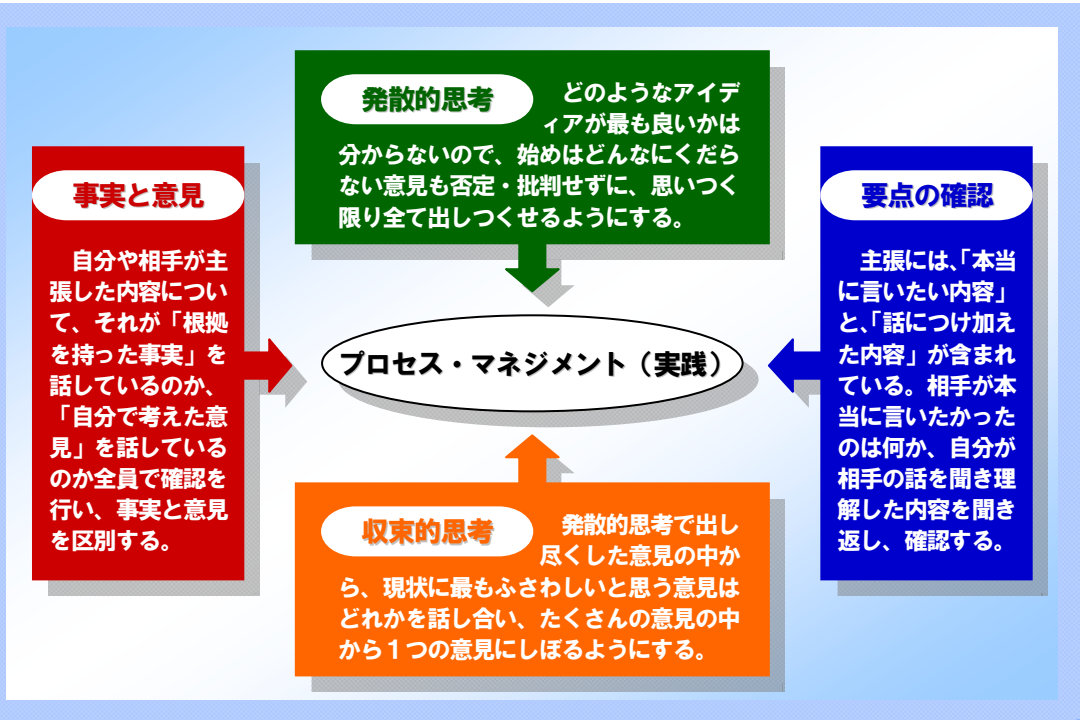 発散的思考
どのようなアイデ
ィアが最も良いかは
分からないので、始めはどんなにくだら
ない意見も否定・批判せずに、思いつく
限り全て出しつくせるようにする。
事実と意見
自分や相手が主
張した内容につい
て、それが「根拠
を持った事実」を
話しているのか、
「自分で考えた意
見」を話している
のか全員で確認を
行い、事実と意見
を区別する。
プロセス・マネジメント（実践）
要点の確認
主張には、「本当
に言いたい内容」
と、「話につけ加え
た内容」が含まれ
ている。相手が本
当に言いたかった
のは何か、自分が
相手の話を聞き理
解した内容を聞き
返し、確認する。
収束的思考
発散的思考で出し
尽くした意見の中か
ら、現状に最もふさわしいと思う意見は
どれかを話し合い、たくさんの意見の中
から１つの意見にしぼるようにする。